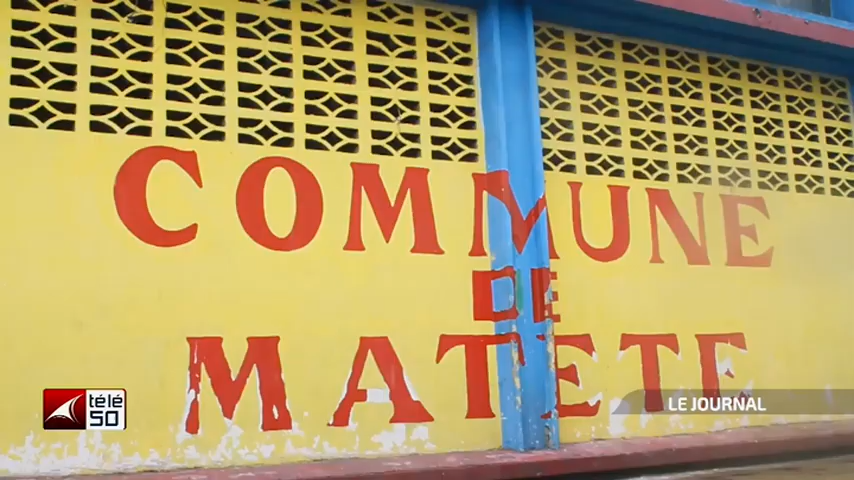 COMMUNE
DE
MATETE
télé
50
LE JOURNAL